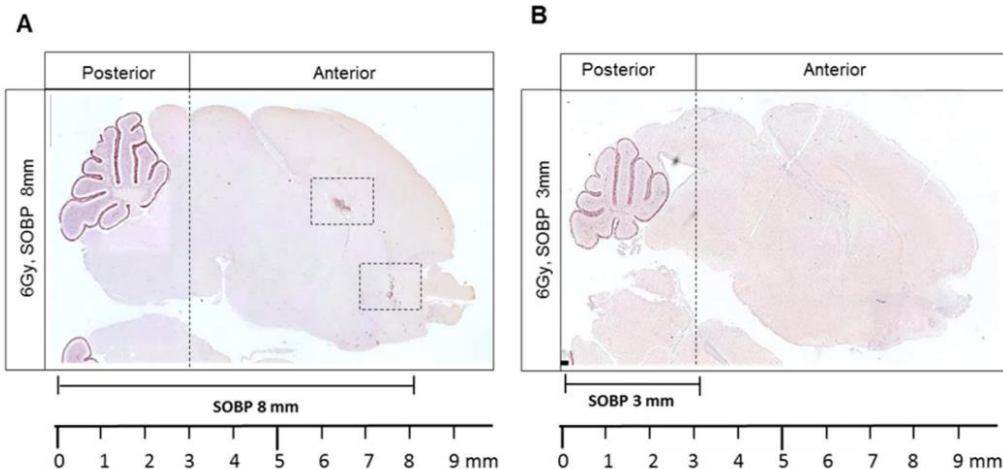 A
Posterior Anterior
6Gy, SOBP 8mm
SOBP 8 mm
0 1 2 3 4 5 6 7 8 9 mm
B
Posterior Anterior
6Gy, SOBP 3mm
SOBP 3 mm
0 1 2 3 4 5 6 7 8 9 mm